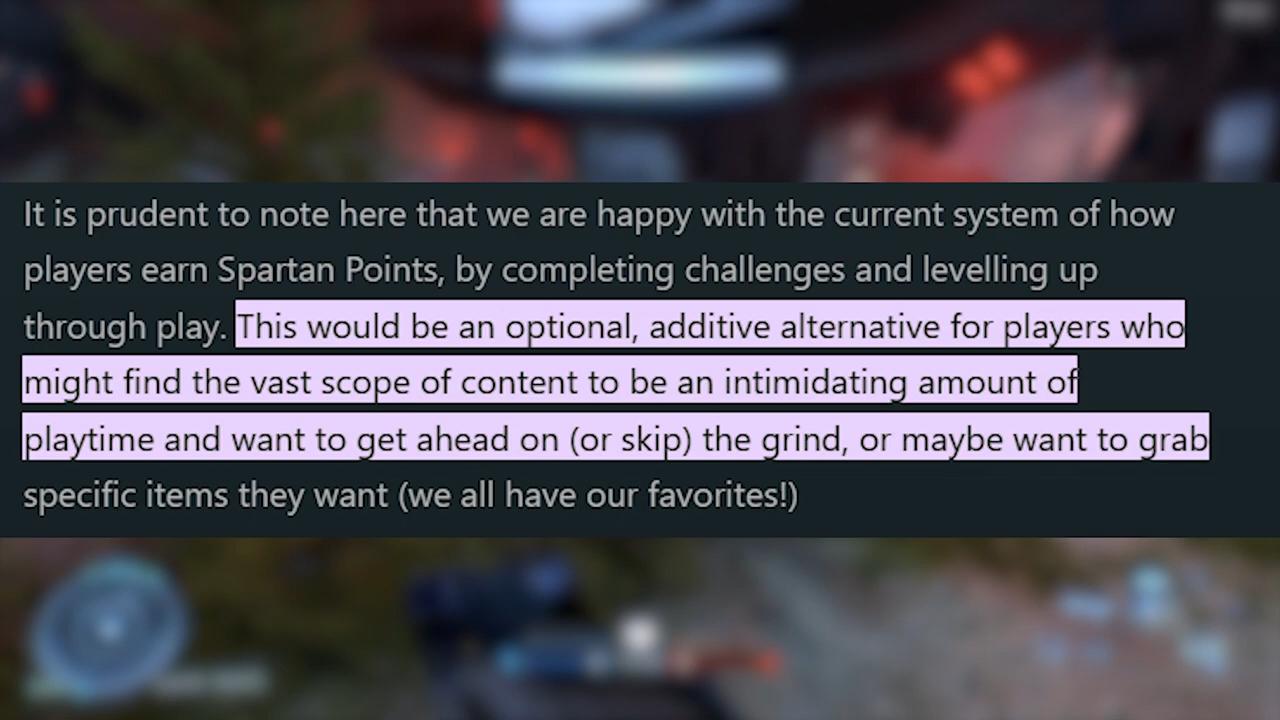 It is prudent to note here that we are happy with the current system of how
players earn Spartan Points, by completing challenges and levelling up
through play. This would be an optional, additive alternative for players who
might find the vast scope of content to be an intimidating amount of
playtime and want to get ahead on (or skip) the grind, or maybe want to grab
specific items they want (we all have our favorites!)